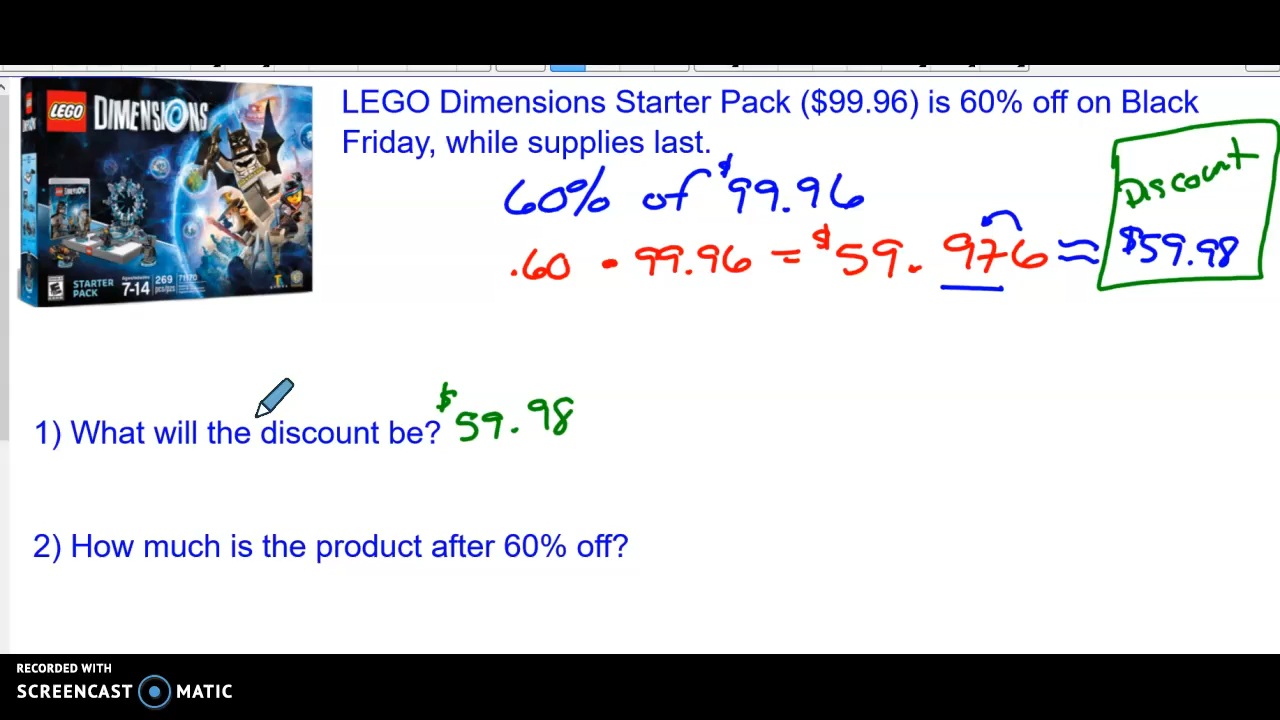 LEGO DIMENSIONS
LEGO Dimensions Starter Pack ($99.96) is 60% off on Black
Friday, while supplies last.
60% of $99.96
.60 • 99.96 = $59.976 ≈ $59.98
Discount
STARTER
PACK
7-14
269
71170
1) What will the discount be? $59.98
2) How much is the product after 60% off?
RECORDED WITH
SCREENCAST MATIC